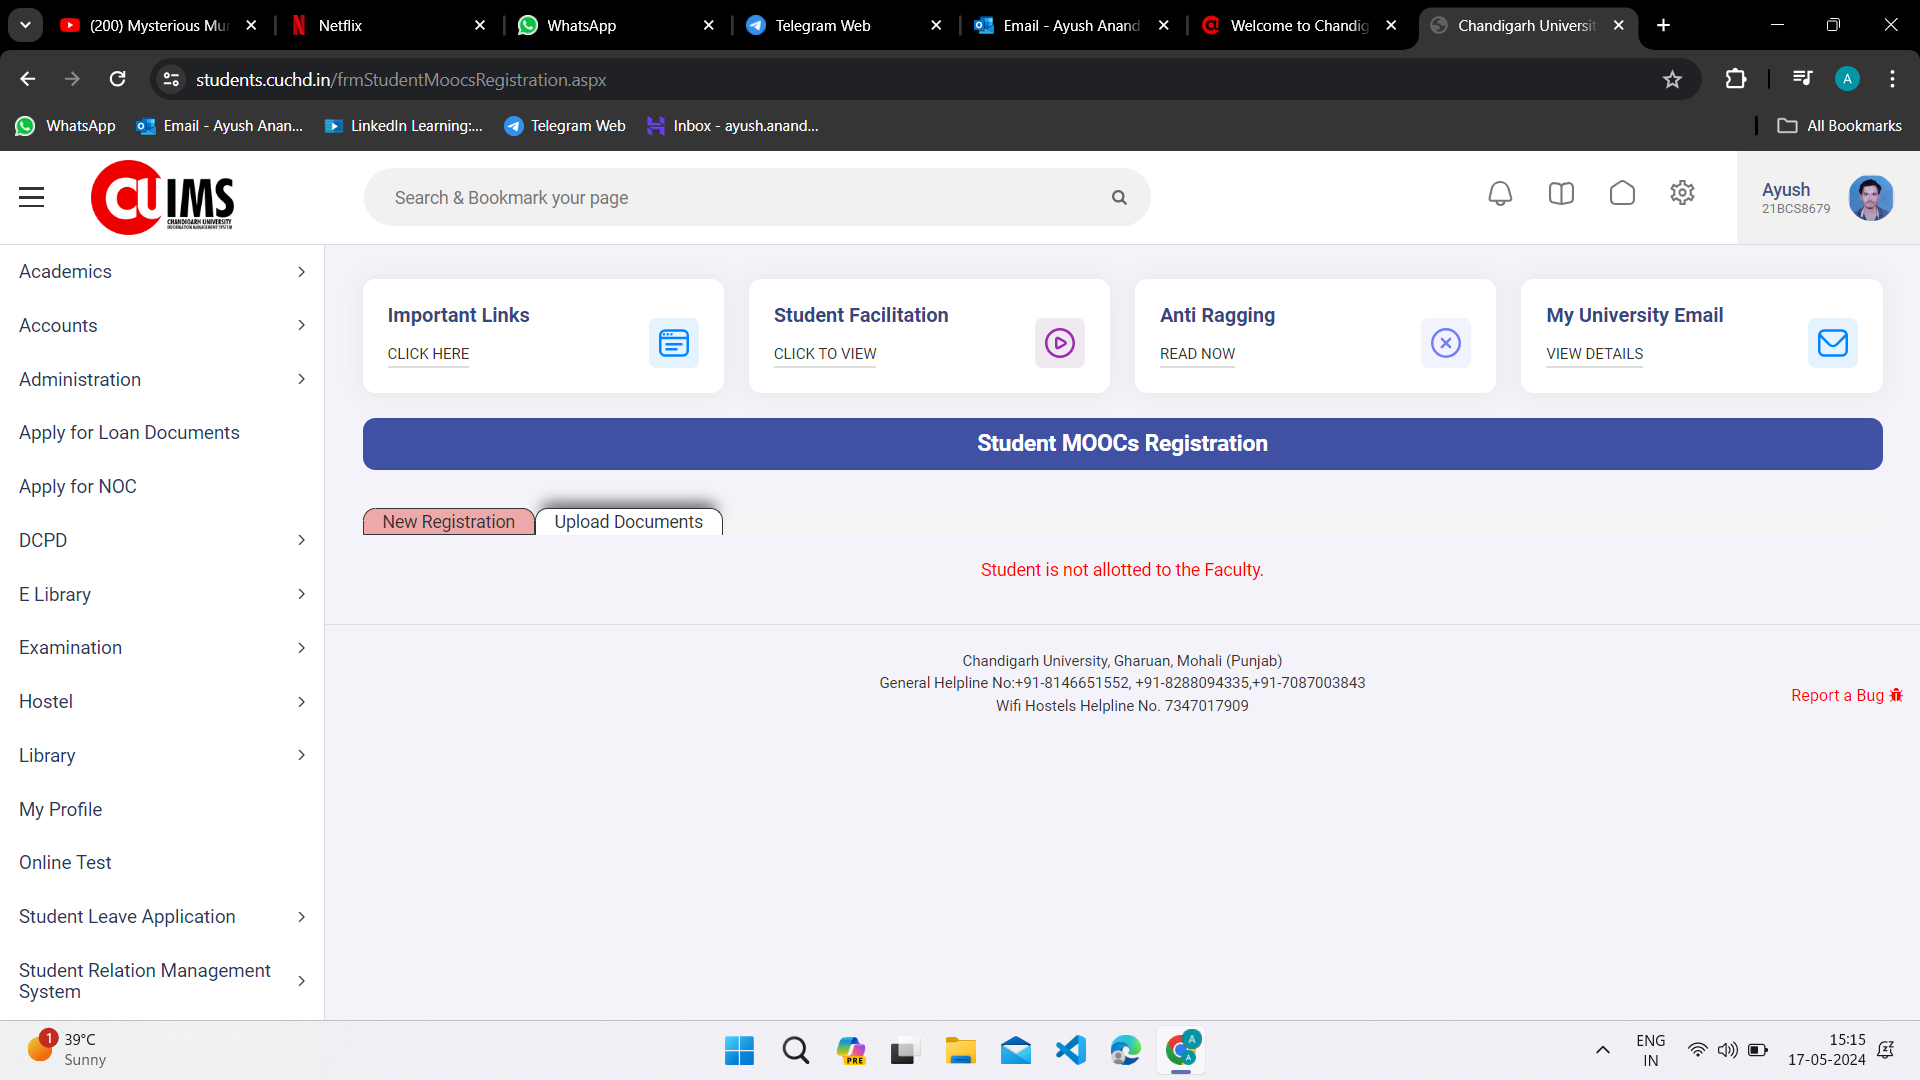 (200) Mysterious Mur
Netflix
WhatsApp
Telegram Web
Email - Ayush Anand
Welcome to Chandig
Chandigarh Universit
students.cuchd.in/frmStudentMoocsRegistration.aspx
A
WhatsApp
Email - Ayush Anan...
LinkedIn Learning:...
Telegram Web
Inbox - ayush.anand...
All Bookmarks
CU IMS
CHANDIGARH UNIVERSITY
INFORMATION MANAGEMENT SYSTEM
Search & Bookmark your page
Ayush
21BCS8679
Academics
Accounts
Administration
Apply for Loan Documents
Apply for NOC
DCPD
E Library
Examination
Hostel
Library
My Profile
Online Test
Student Leave Application
Student Relation Management
System
Important Links
CLICK HERE
Student Facilitation
CLICK TO VIEW
Anti Ragging
READ NOW
My University Email
VIEW DETAILS
Student MOOCs Registration
New Registration
Upload Documents
Student is not allotted to the Faculty.
Chandigarh University, Gharuan, Mohali (Punjab)
General Helpline No:+91-8146651552, +91-8288094335,+91-7087003843
Wifi Hostels Helpline No. 7347017909
Report a Bug
1
39°C
Sunny
PRE
A
A
ENG
IN
15:15
17-05-2024